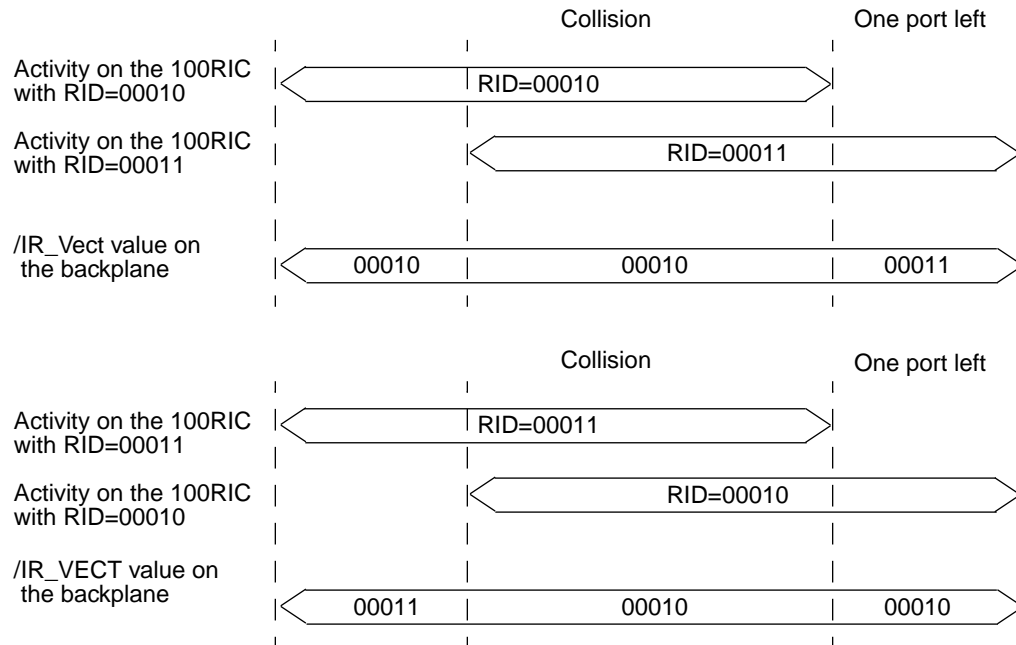 Collision One port left
Activity on the 100RIC
with RID=00010
RID=00010
Activity on the 100RIC
with RID=00011
RID=00011
/IR_Vect value on
the backplane
00010 00010 00011
Collision One port left
Activity on the 100RIC
with RID=00011
RID=00011
Activity on the 100RIC
with RID=00010
RID=00010
/IR_VECT value on
the backplane
00011 00010 00010